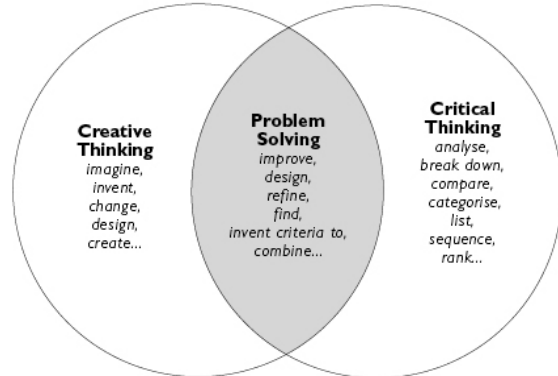 Creative
Thinking
imagine,
invent,
change,
design,
create...
Problem
Solving
improve,
design,
refine,
find,
invent criteria to,
combine...
Critical
Thinking
analyse,
break down,
compare,
categorise,
list,
sequence,
rank...